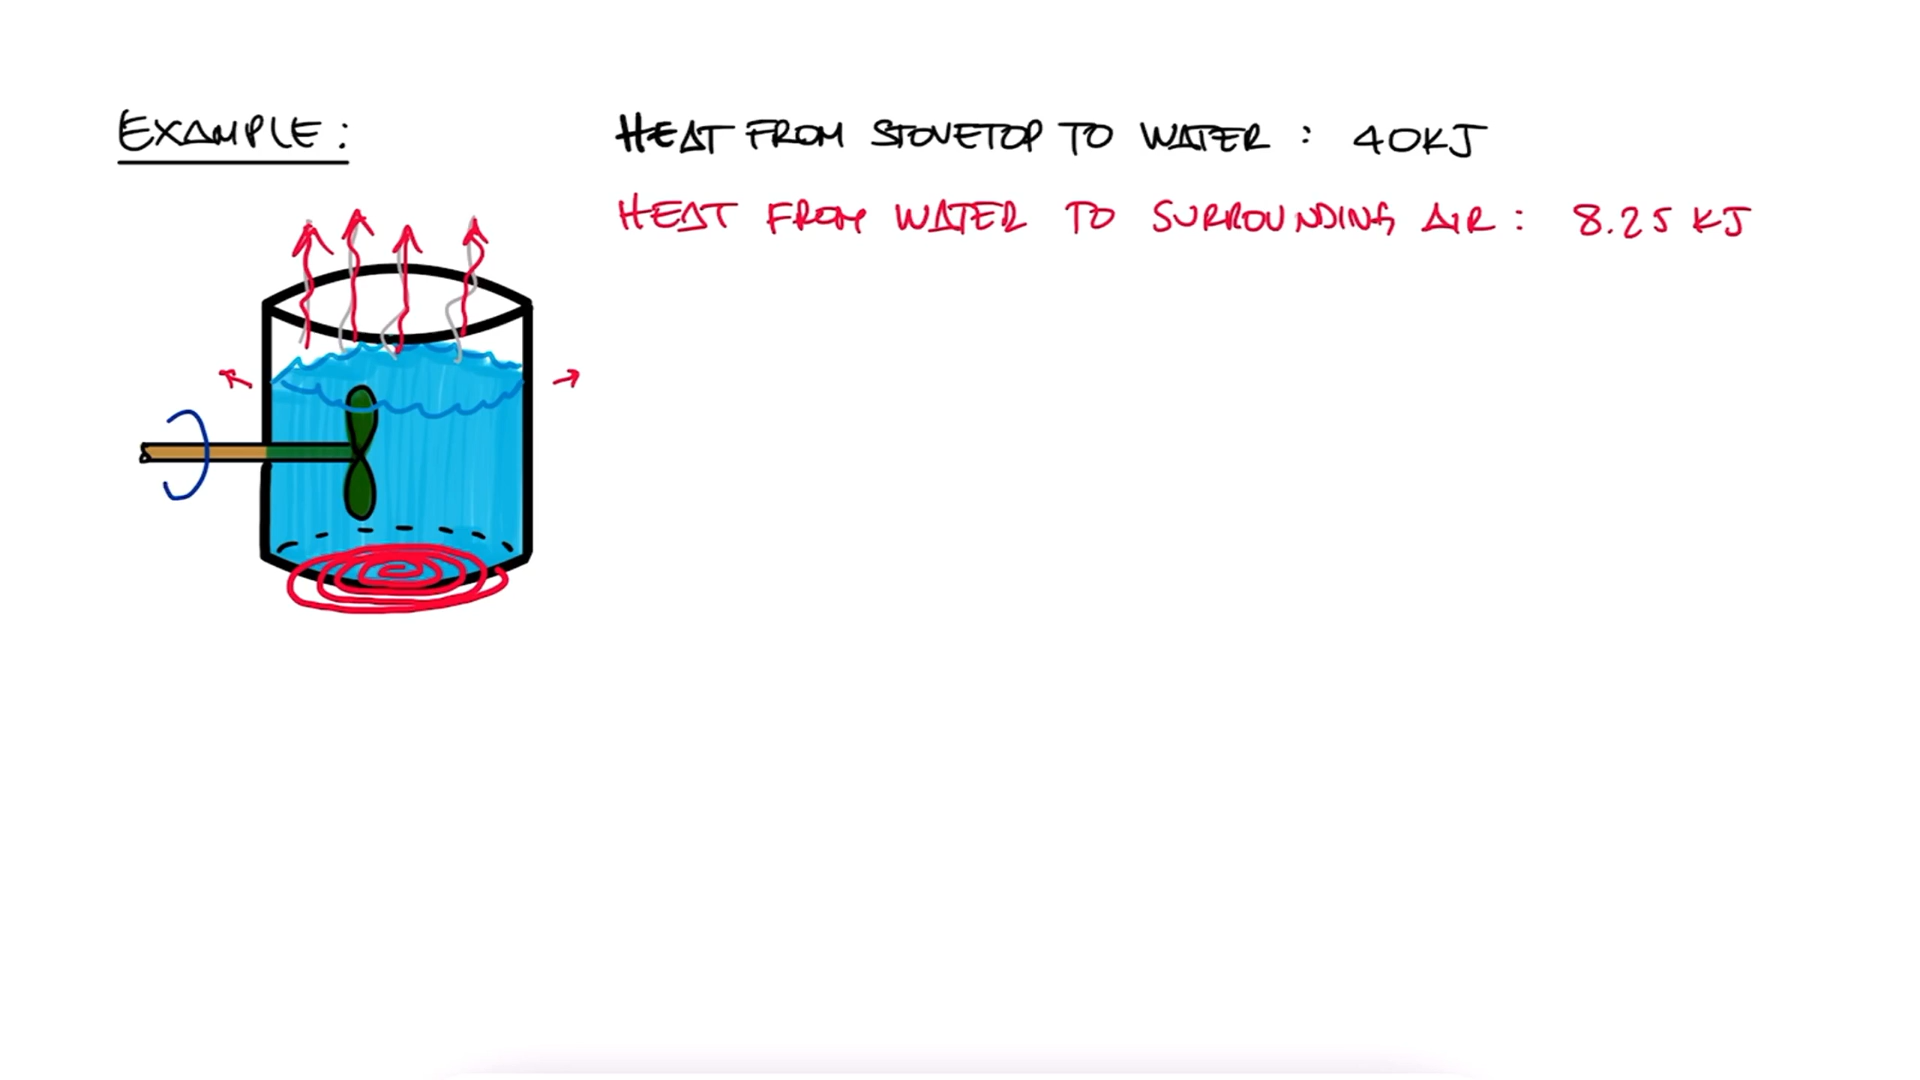 EXAMPLE:
HEAT FROM STOVETOP TO WATER : 40KJ
HEAT FROM WATER TO SURROUNDING AIR : 8.25 KJ